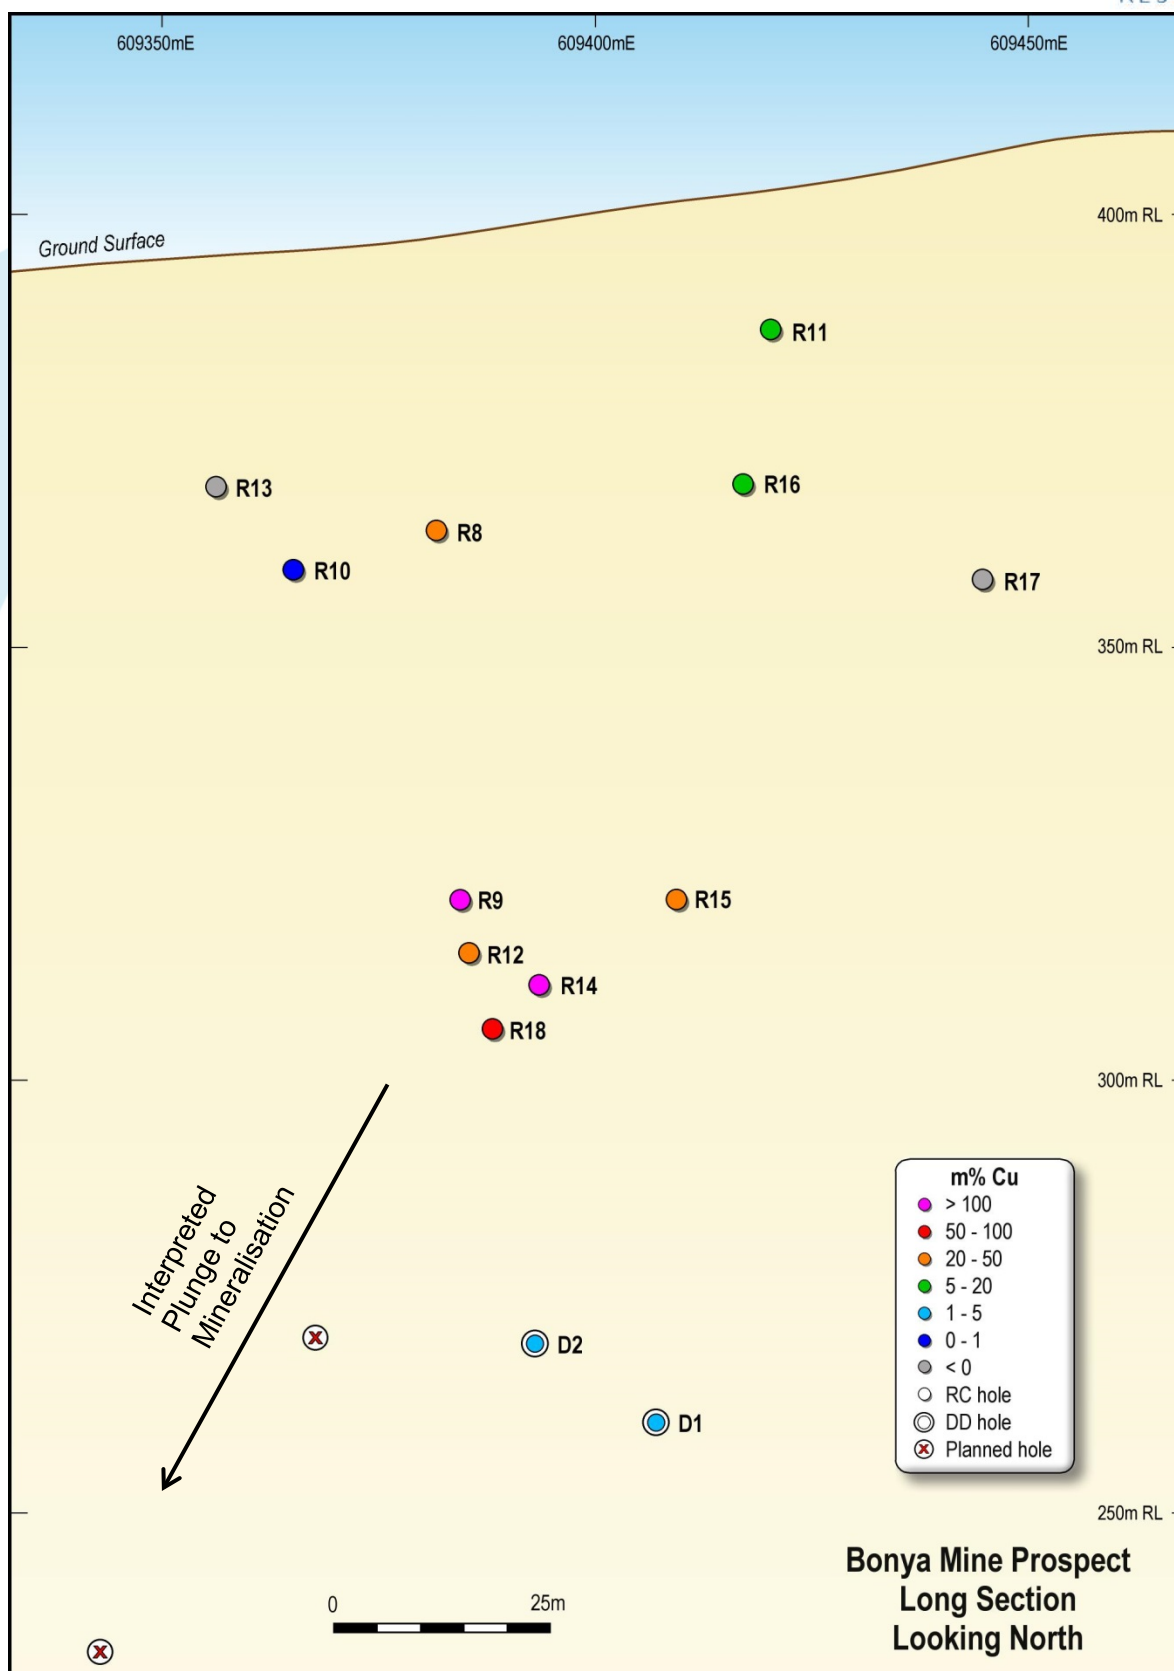 609350mE 609400mE 609450mE
400m RL
Ground Surface
R11
R13
R16
R8
R10
R17
350m RL
R9
R15
R12
R14
R18
300m RL
Interpreted
Plunge to
Mineralisation
m% Cu
> 100
50 - 100
20 - 50
5 - 20
1 - 5
0 - 1
< 0
RC hole
DD hole
Planned hole
D2
D1
250m RL
Bonya Mine Prospect
Long Section
Looking North
0 25m